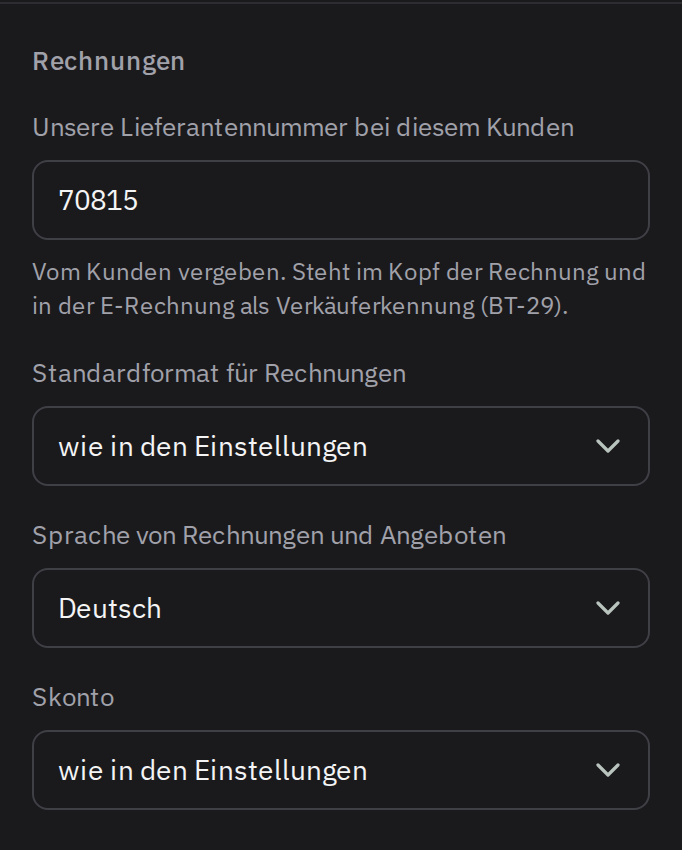 Rechnungen
Unsere Lieferantennummer bei diesem Kunden
70815
Vom Kunden vergeben. Steht im Kopf der Rechnung und
in der E-Rechnung als Verkäuferkennung (BT-29).
Standardformat für Rechnungen
wie in den Einstellungen
Sprache von Rechnungen und Angeboten
Deutsch
Skonto
wie in den Einstellungen